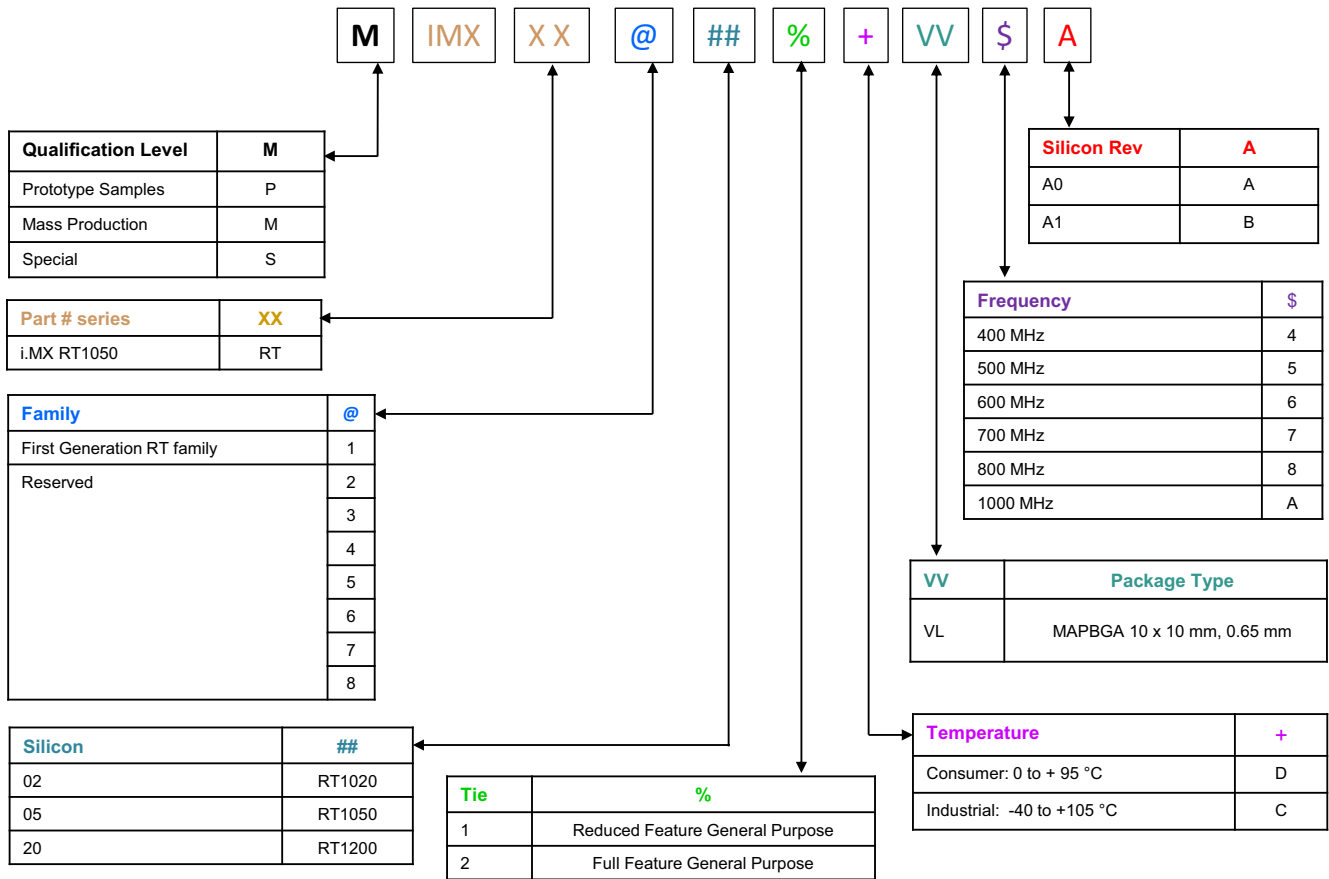 M IMX X X @ ## % + VV $ A
Qualification Level M
Prototype Samples P
Mass Production M
Special S
Part # series XX
i.MX RT1050 RT
Family @
First Generation RT family 1
Reserved 2
3
4
5
6
7
8
Silicon ##
02 RT1020
05 RT1050
20 RT1200
Tie %
1 Reduced Feature General Purpose
2 Full Feature General Purpose
Silicon Rev A
A0 A
A1 B
Frequency $
400 MHz 4
500 MHz 5
600 MHz 6
700 MHz 7
800 MHz 8
1000 MHz A
VV Package Type
VL MAPBGA 10 x 10 mm, 0.65 mm
Temperature +
Consumer: 0 to + 95 °C D
Industrial: -40 to +105 °C C